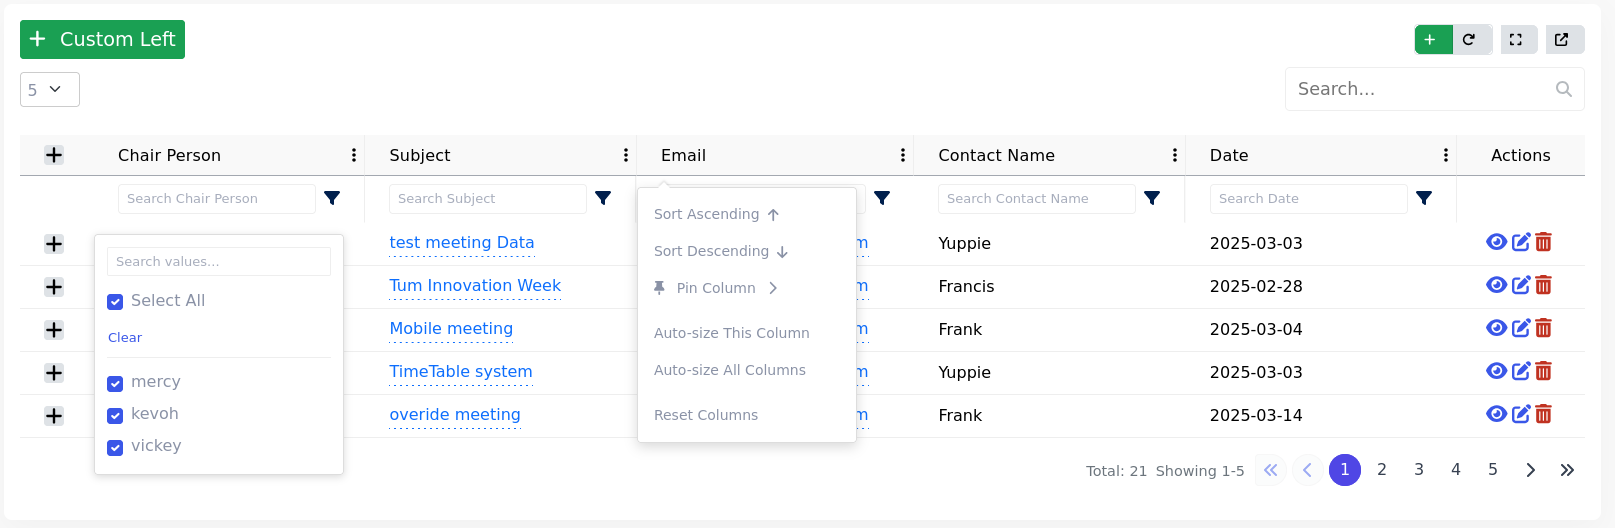 Custom Left
5
Search...
Chair Person Subject Email Contact Name Date Actions
Search Chair Person Search Subject Search Contact Name Search Date
test meeting Data m Yuppie 2025-03-03
Tum Innovation Week m Francis 2025-02-28
Mobile meeting m Frank 2025-03-04
TimeTable system m Yuppie 2025-03-03
overide meeting m Frank 2025-03-14
Search values...
Select All
Clear
mercy
kevoh
vickey
Sort Ascending
Sort Descending
Pin Column
Auto-size This Column
Auto-size All Columns
Reset Columns
Total: 21 Showing 1-5 1 2 3 4 5